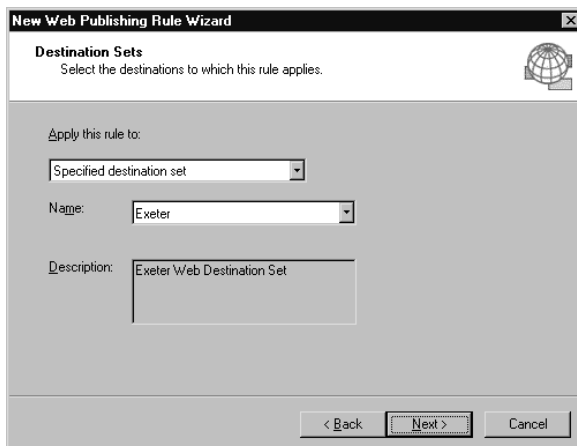 New Web Publishing Rule Wizard
Destination Sets
Select the destinations to which this rule applies.
Apply this rule to:
Specified destination set
Name:
Exeter
Description:
Exeter Web Destination Set
< Back
Next >
Cancel